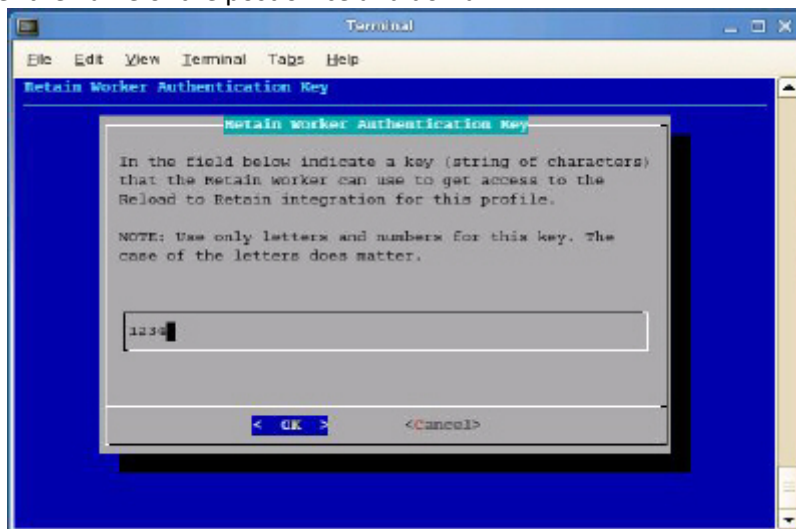 Terminal
File Edit View Terminal Tabs Help
Retain Worker Authentication Key
Retain Worker Authentication Key
In the field below indicate a key (string of characters)
that the Retain Worker can use to get access to the
Reload to Retain integration for this profile.
NOTE: Use only letters and numbers for this key. The
case of the letters does matter.
1234
< OK > <Cancel>